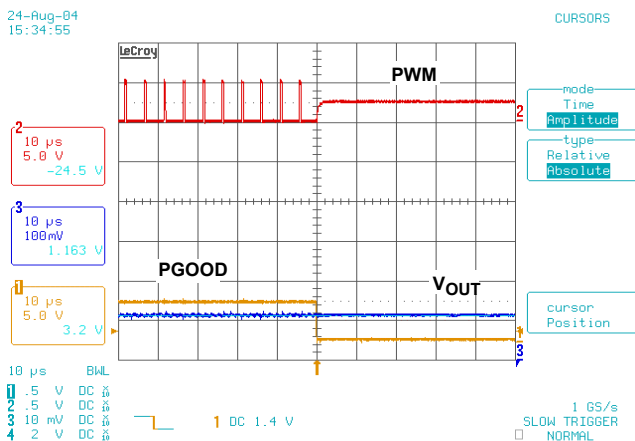 24-Aug-04
15:34:55
CURSORS
LeCroy
PWM
mode
Time
Amplitude
type
Relative
Absolute
2
2
10 µs
5.0 V
-24.5 V
3
10 µs
100mV
1.163 V
PGOOD
VOUT
1
10 µs
5.0 V
3.2 V
1
3
cursor
Position
10 µs BWL
1 .5 V DC x10
2 .5 V DC x10
3 10 mV DC x10
4 2 V DC x10
1 DC 1.4 V
1 GS/s
SLOW TRIGGER
NORMAL